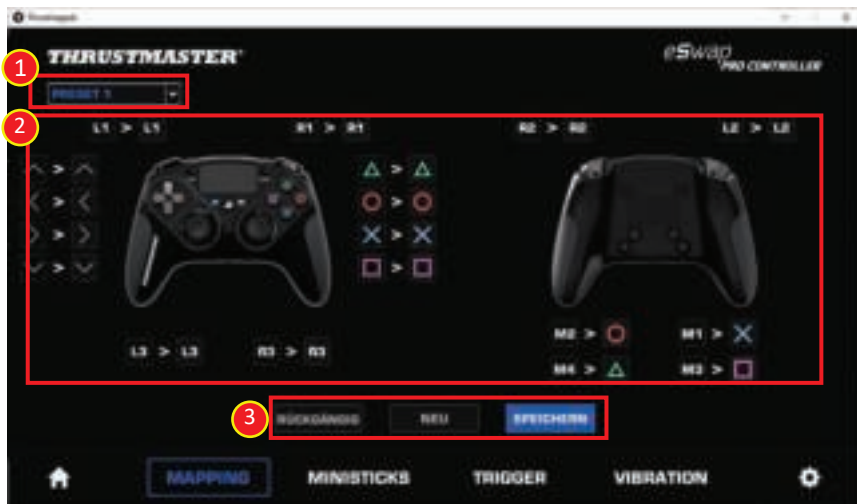 Thrustmapper
THRUSTMASTER®
eSwap
PRO CONTROLLER
1
PRESET 1
2
L1 > L1
R1 > R1
R2 > R2
L2 > L2
L3 > L3
R3 > R3
M2 >
M1 >
M4 >
M3 >
3
RÜCKGÄNGIG
NEU
SPEICHERN
MAPPING
MINISTICKS
TRIGGER
VIBRATION